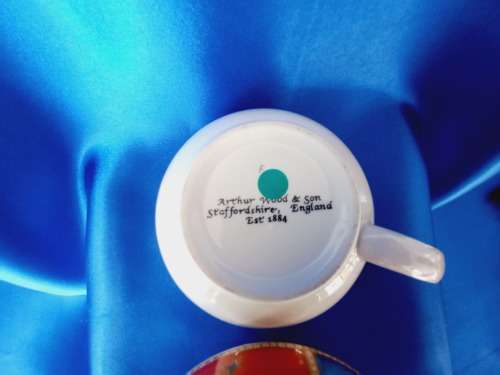 Arthur Wood & Son
Staffordshire, England
Est 1884